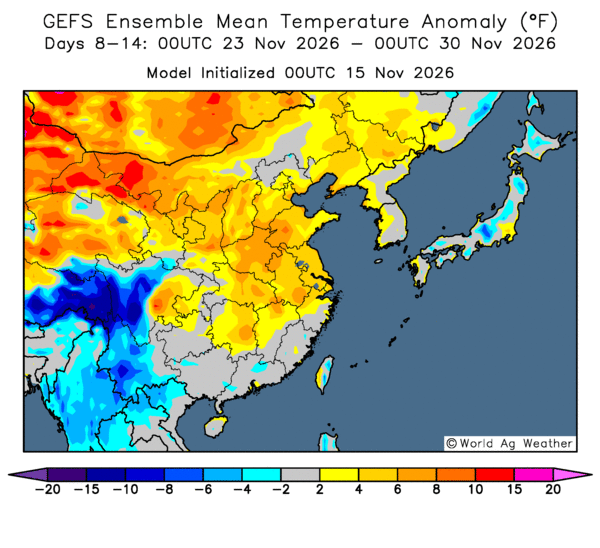 GEFS Ensemble Mean Temperature Anomaly (°F)
Days 8-14: 00UTC 23 Nov 2026 - 00UTC 30 Nov 2026
Model Initialized 00UTC 15 Nov 2026
©World Ag Weather
-20 -15 -10 -8 -6 -4 -2 2 4 6 8 10 15 20